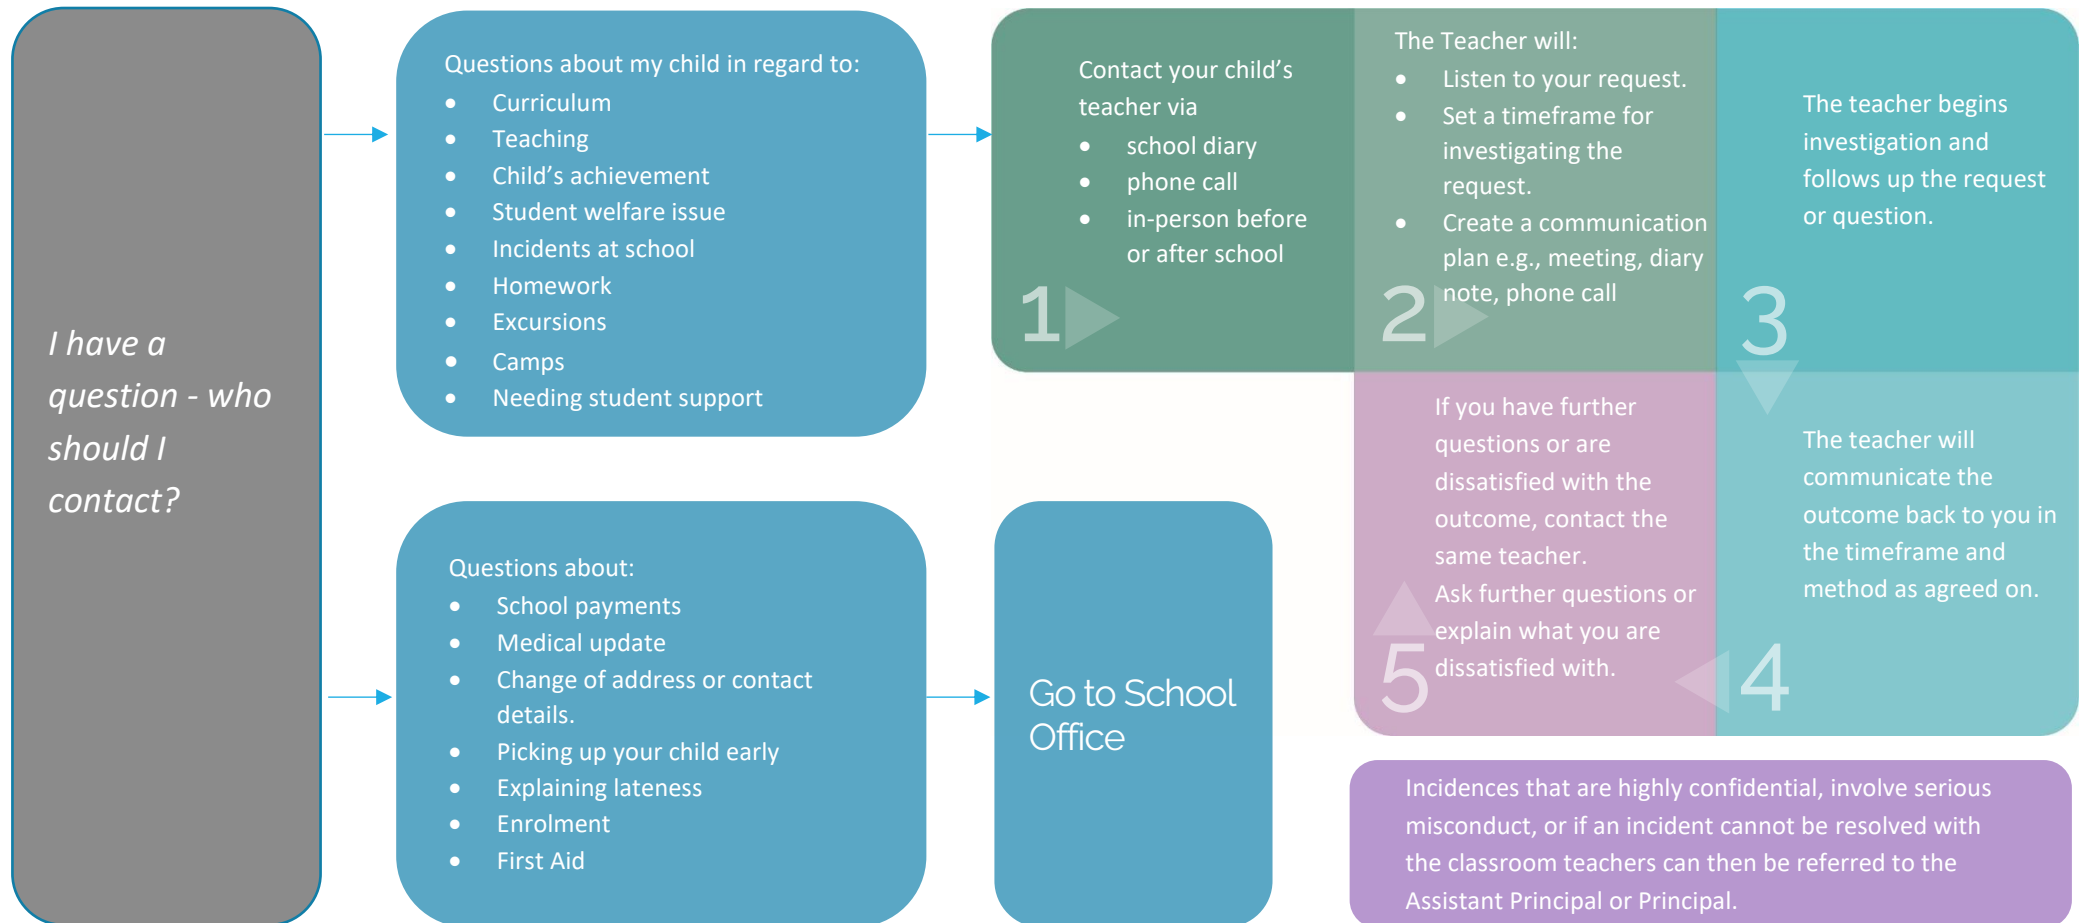 I have a
question - who
should I
contact?
Questions about my child in regard to:
• Curriculum
• Teaching
• Child’s achievement
• Student welfare issue
• Incidents at school
• Homework
• Excursions
• Camps
• Needing student support
Questions about:
• School payments
• Medical update
• Change of address or contact
details.
• Picking up your child early
• Explaining lateness
• Enrolment
• First Aid
Go to School
Office
Contact your child’s
teacher via
• school diary
• phone call
• in-person before
or after school
1
The Teacher will:
• Listen to your request.
• Set a timeframe for
investigating the
request.
• Create a communication
plan e.g., meeting, diary
note, phone call
2
The teacher begins
investigation and
follows up the request
or question.
3
The teacher will
communicate the
outcome back to you in
the timeframe and
method as agreed on.
4
If you have further
questions or are
dissatisfied with the
outcome, contact the
same teacher.
Ask further questions or
explain what you are
dissatisfied with.
5
Incidences that are highly confidential, involve serious
misconduct, or if an incident cannot be resolved with
the classroom teachers can then be referred to the
Assistant Principal or Principal.